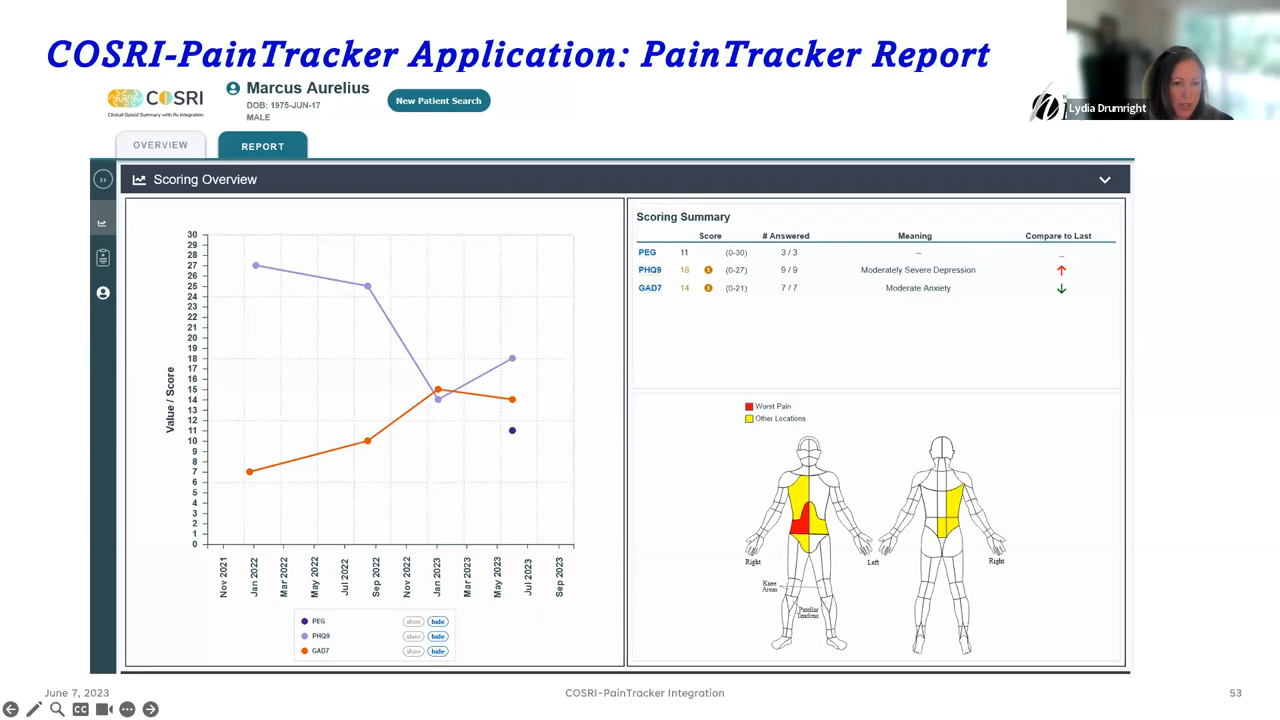 COSRI-PainTracker Application: PainTracker Report
Lydia Drumright
COSRI
Clinical Opioid Summary with Rx Integration
Marcus Aurelius
DOB: 1975-JUN-17
MALE
New Patient Search
OVERVIEW
REPORT
Scoring Overview
30
29
28
27
26
25
24
23
22
21
20
19
18
17
16
15
14
13
12
11
10
9
8
7
6
5
4
3
2
1
0
Value / Score
Nov 2021
Jan 2022
Mar 2022
May 2022
Jul 2022
Sep 2022
Nov 2022
Jan 2023
Mar 2023
May 2023
Jul 2023
Sep 2023
PEG show hide
PHQ9 show hide
GAD7 show hide
Scoring Summary
Score # Answered Meaning Compare to Last
PEG 11 (0-30) 3 / 3 -- --
PHQ9 18 (0-27) 9 / 9 Moderately Severe Depression
GAD7 14 (0-21) 7 / 7 Moderate Anxiety
Worst Pain
Other Locations
Right
Left
Right
Knee
Areas
Patellar
Tendons
June 7, 2023
COSRI-PainTracker Integration
53
CC